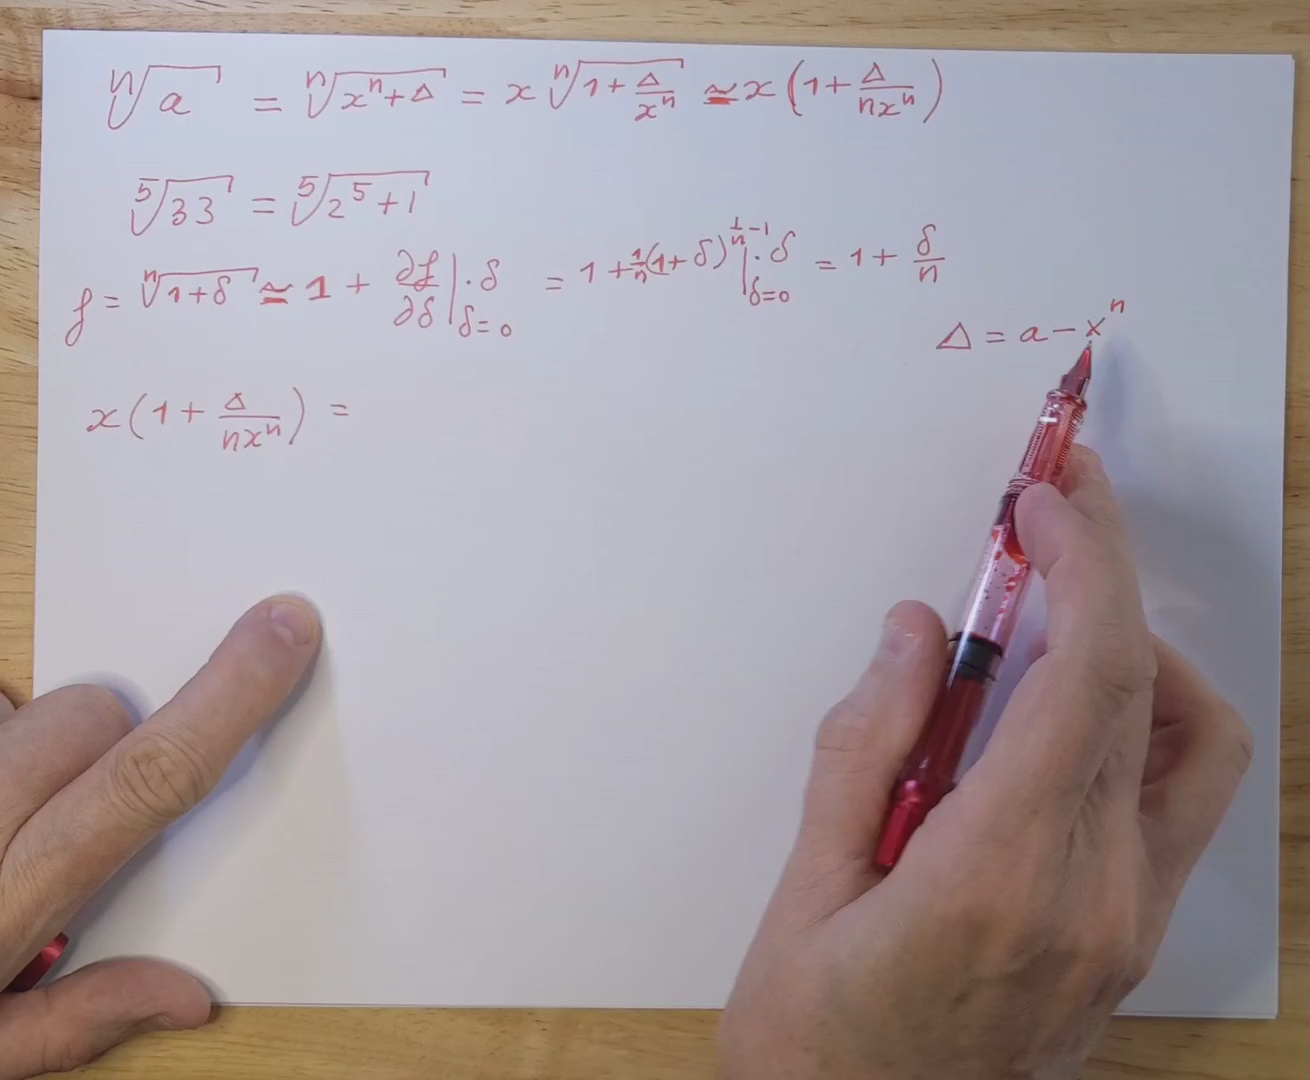 ⁿ√a = ⁿ√(xⁿ+Δ) = x ⁿ√(1+Δ/xⁿ) ≃ x(1+Δ/(nxⁿ))
⁵√33 = ⁵√(2⁵+1)
f = ⁿ√(1+δ) ≃ 1 + ∂f/∂δ|_{δ=0} · δ = 1 + 1/n(1+δ)^{1/n-1}|_{δ=0} · δ = 1 + δ/n
Δ = a − xⁿ
x(1+Δ/(nxⁿ)) =